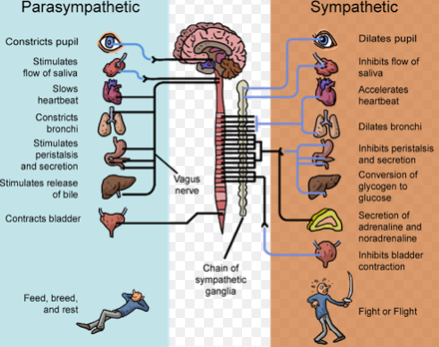 Parasympathetic
Constricts pupil
Stimulates
flow of saliva
Slows
heartbeat
Constricts
bronchi
Stimulates
peristalsis
and secretion
Stimulates release
of bile
Contracts bladder
Feed, breed,
and rest
Vagus
nerve
Chain of
sympathetic
ganglia
Sympathetic
Dilates pupil
Inhibits flow of
saliva
Accelerates
heartbeat
Dilates bronchi
Inhibits peristalsis
and secretion
Conversion of
glycogen to
glucose
Secretion of
adrenaline and
noradrenaline
Inhibits bladder
contraction
Fight or Flight